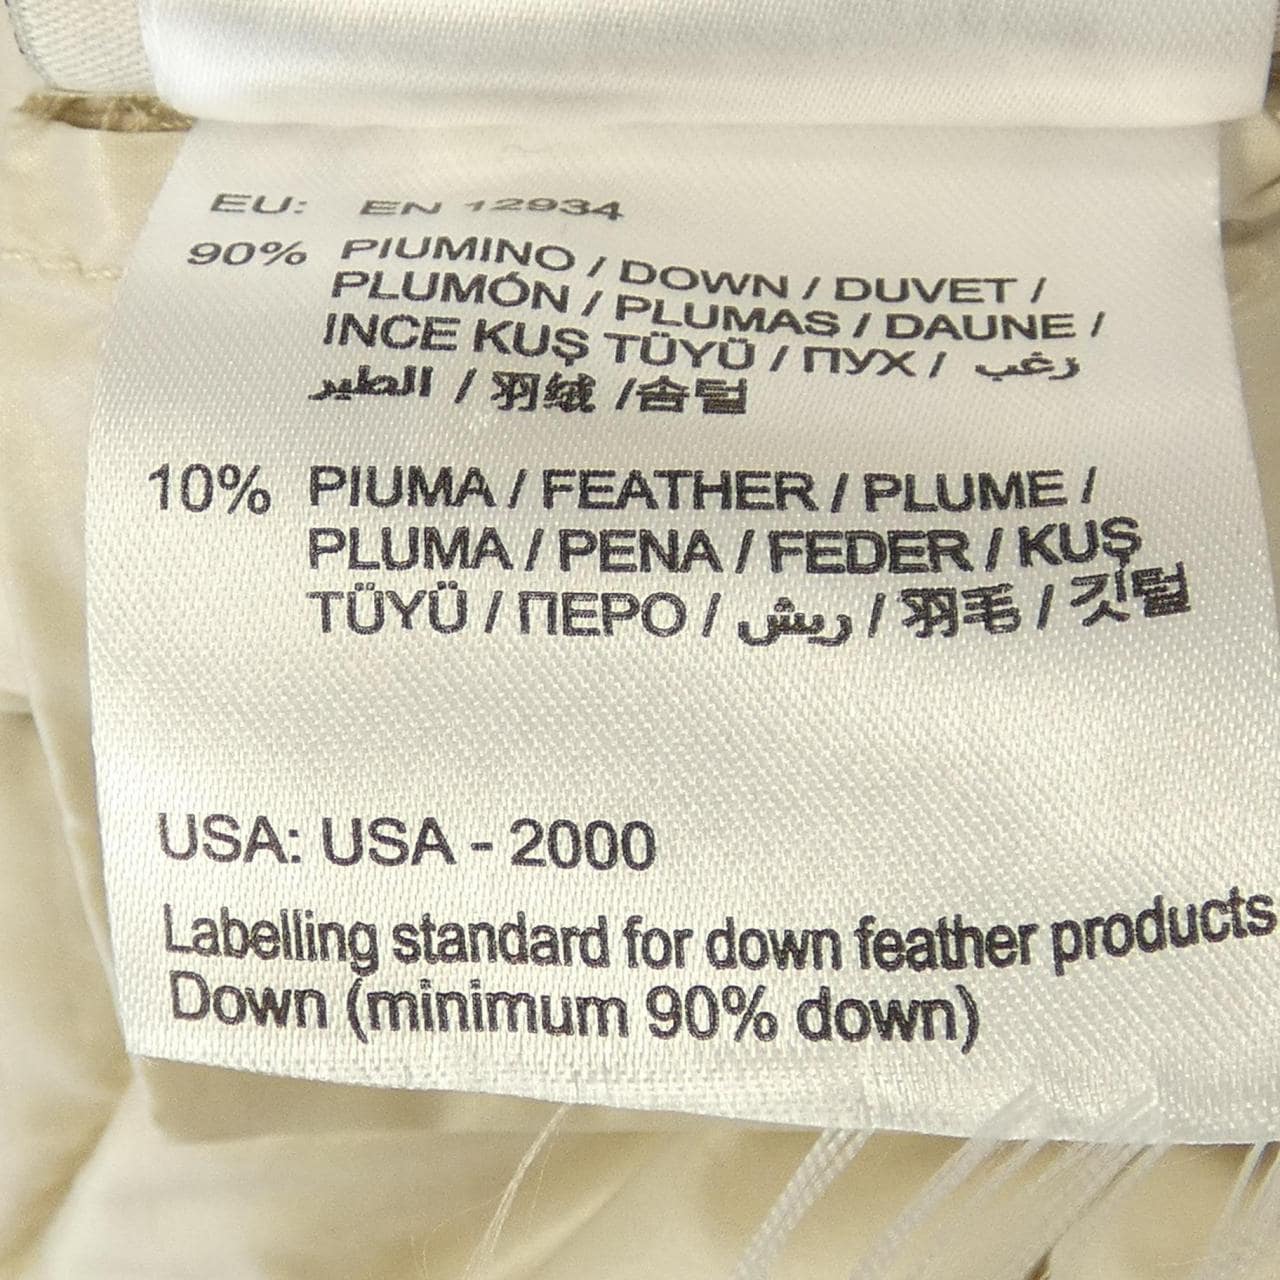 EU: EN 12934
90% PIUMINO / DOWN / DUVET /
PLUMÓN / PLUMAS / DAUNE /
INCE KUŞ TÜYÜ / ПУХ / زغب
الطير / 羽绒 /솜털
10% PIUMA / FEATHER / PLUME /
PLUMA / PENA / FEDER / KUŞ
TÜYÜ / ПЕРО / ريش / 羽毛 / 깃털
USA: USA - 2000
Labelling standard for down feather products
Down (minimum 90% down)